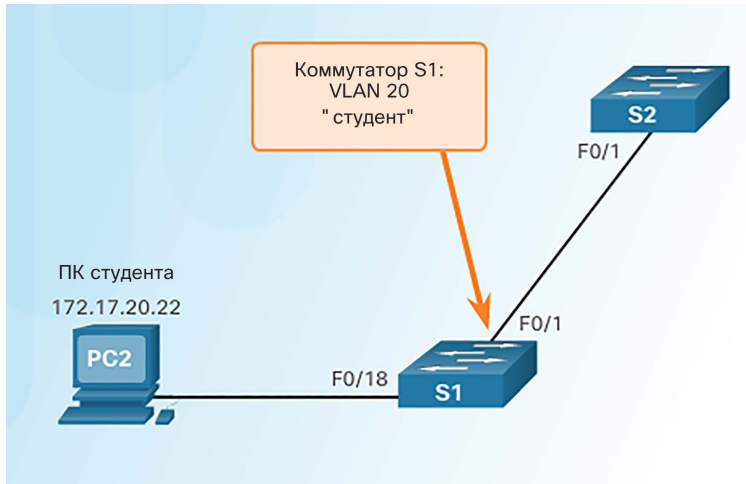 Коммутатор S1:
VLAN 20
"студент"
S2
F0/1
ПК студента
172.17.20.22
PC2
F0/1
F0/18
S1